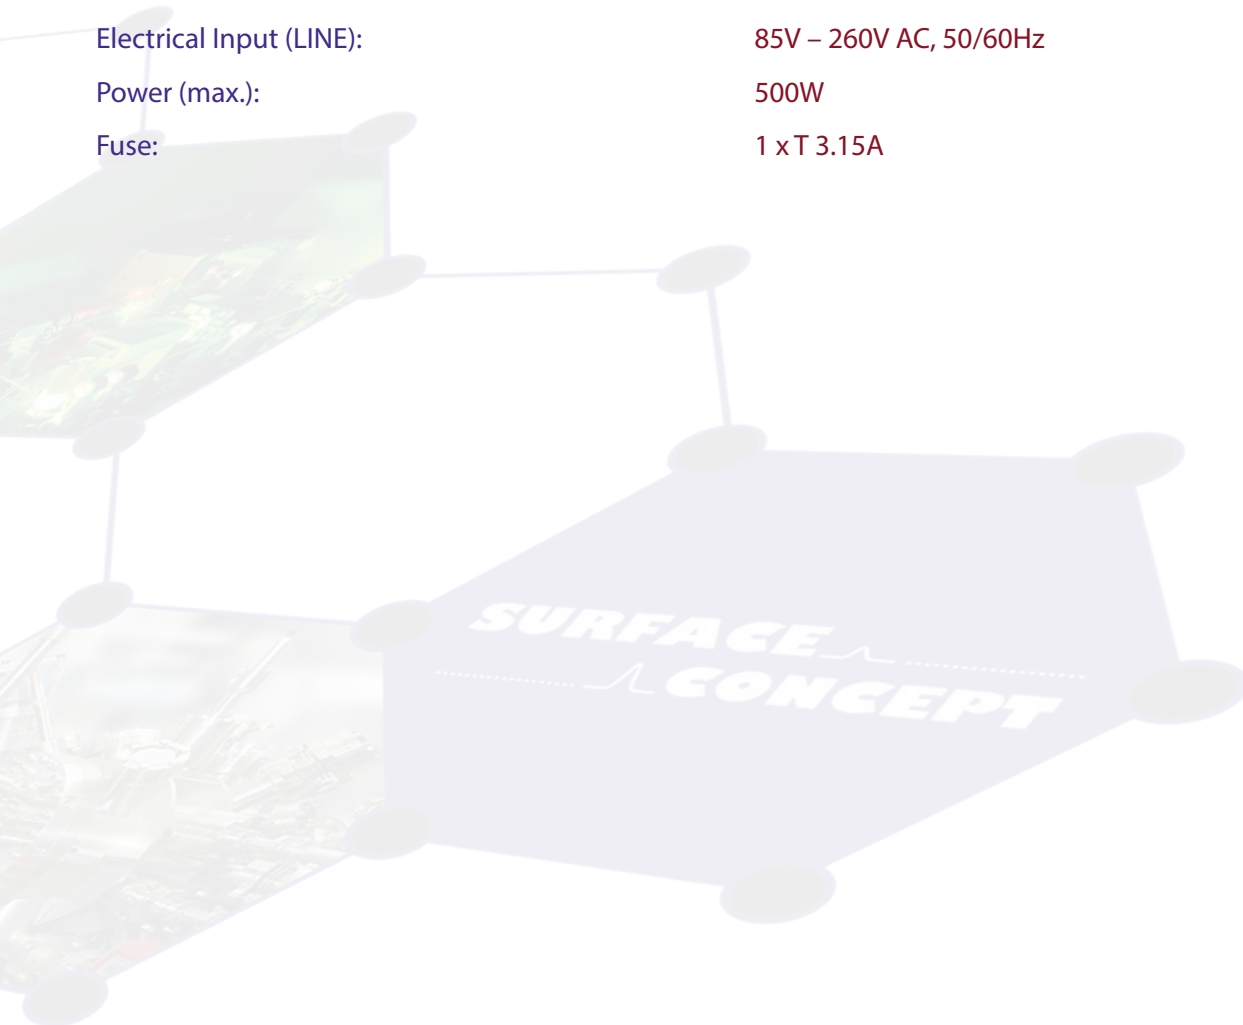 Electrical Input (LINE): 85V – 260V AC, 50/60Hz
Power (max.): 500W
Fuse: 1 x T 3.15A
SURFACE
CONCEPT